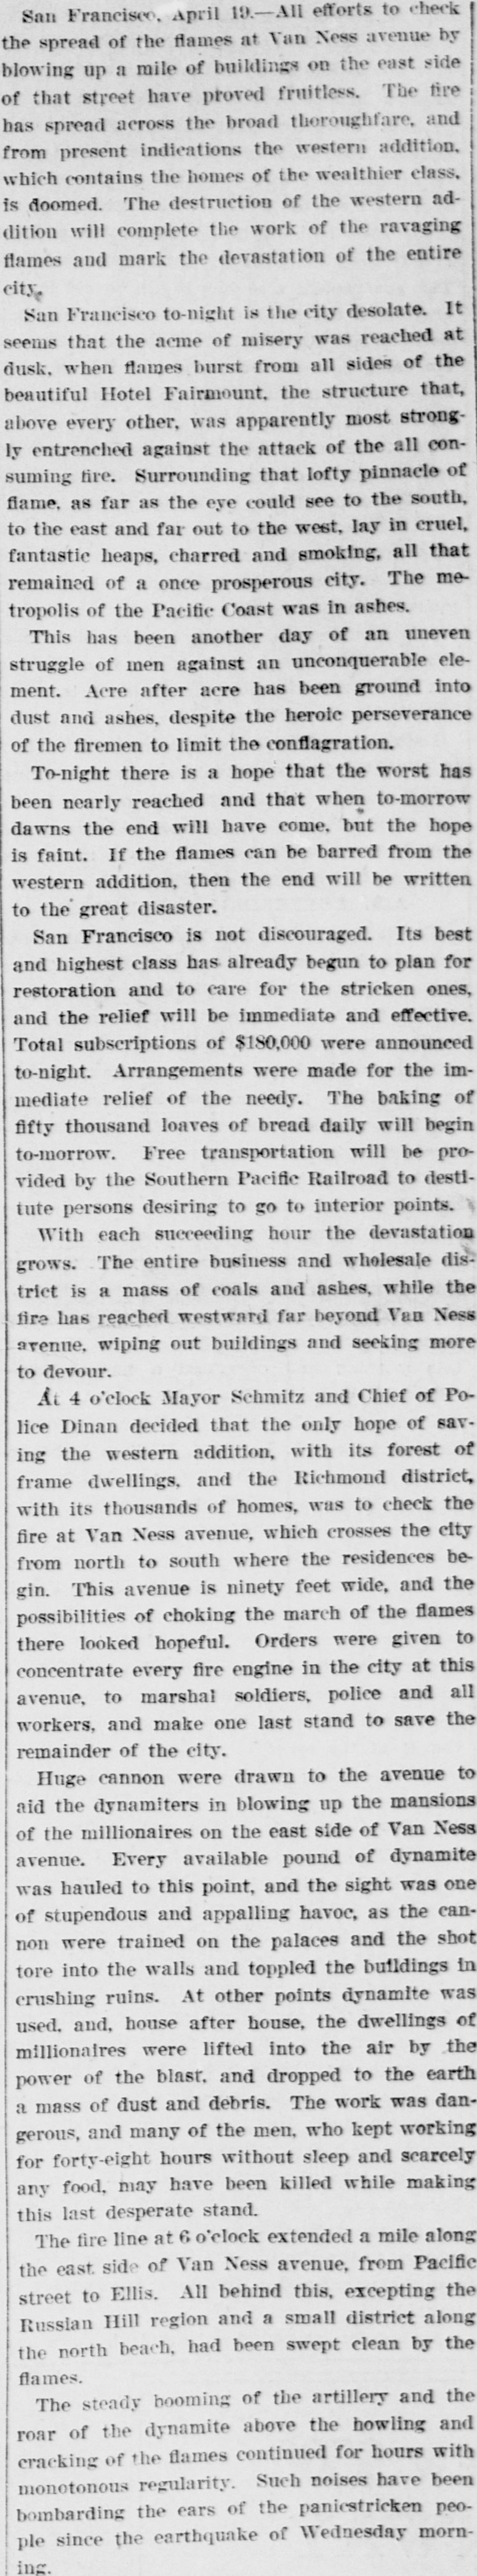 San Francisco, April 19.—All efforts to check
the spread of the flames at Van Ness avenue by
blowing up a mile of buildings on the east side
of that street have proved fruitless. The fire
has spread across the broad thoroughfare, and
from present indications the western addition,
which contains the homes of the wealthier class,
is doomed. The destruction of the western ad-
dition will complete the work of the ravaging
flames and mark the devastation of the entire
city.
San Francisco to-night is the city desolate. It
seems that the acme of misery was reached at
dusk, when flames burst from all sides of the
beautiful Hotel Fairmount, the structure that,
above every other, was apparently most strong-
ly entrenched against the attack of the all con-
suming fire. Surrounding that lofty pinnacle of
flame, as far as the eye could see to the south,
to the east and far out to the west, lay in cruel,
fantastic heaps, charred and smoking, all that
remained of a once prosperous city. The me-
tropolis of the Pacific Coast was in ashes.
This has been another day of an uneven
struggle of men against an unconquerable ele-
ment. Acre after acre has been ground into
dust and ashes, despite the heroic perseverance
of the firemen to limit the conflagration.
To-night there is a hope that the worst has
been nearly reached and that when to-morrow
dawns the end will have come, but the hope
is faint. If the flames can be barred from the
western addition, then the end will be written
to the great disaster.
San Francisco is not discouraged. Its best
and highest class has already begun to plan for
restoration and to care for the stricken ones,
and the relief will be immediate and effective.
Total subscriptions of $180,000 were announced
to-night. Arrangements were made for the im-
mediate relief of the needy. The baking of
fifty thousand loaves of bread daily will begin
to-morrow. Free transportation will be pro-
vided by the Southern Pacific Railroad to desti-
tute persons desiring to go to interior points.
With each succeeding hour the devastation
grows. The entire business and wholesale dis-
trict is a mass of coals and ashes, while the
fire has reached westward far beyond Van Ness
avenue, wiping out buildings and seeking more
to devour.
At 4 o'clock Mayor Schmitz and Chief of Po-
lice Dinan decided that the only hope of sav-
ing the western addition, with its forest of
frame dwellings, and the Richmond district,
with its thousands of homes, was to check the
fire at Van Ness avenue, which crosses the city
from north to south where the residences be-
gin. This avenue is ninety feet wide, and the
possibilities of choking the march of the flames
there looked hopeful. Orders were given to
concentrate every fire engine in the city at this
avenue, to marshal soldiers, police and all
workers, and make one last stand to save the
remainder of the city.
Huge cannon were drawn to the avenue to
aid the dynamiters in blowing up the mansions
of the millionaires on the east side of Van Ness
avenue. Every available pound of dynamite
was hauled to this point, and the sight was one
of stupendous and appalling havoc, as the can-
non were trained on the palaces and the shot
tore into the walls and toppled the buildings in
crushing ruins. At other points dynamite was
used, and, house after house, the dwellings of
millionaires were lifted into the air by the
power of the blast, and dropped to the earth
a mass of dust and debris. The work was dan-
gerous, and many of the men, who kept working
for forty-eight hours without sleep and scarcely
any food, may have been killed while making
this last desperate stand.
The fire line at 6 o'clock extended a mile along
the east side of Van Ness avenue, from Pacific
street to Ellis. All behind this, excepting the
Russian Hill region and a small district along
the north beach, had been swept clean by the
flames.
The steady booming of the artillery and the
roar of the dynamite above the howling and
cracking of the flames continued for hours with
monotonous regularity. Such noises have been
bombarding the ears of the panicstricken peo-
ple since the earthquake of Wednesday morn-
ing.